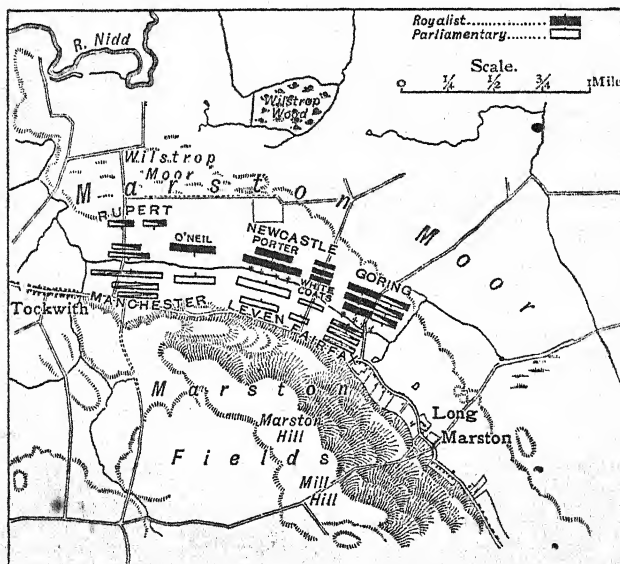 Royalist..............
Parliamentary.........
Scale.
0 1/4 1/2 3/4 1 Mile
R. Nidd
Wilstrop
Wood
Wilstrop
Moor
Marston
Moor
RUPERT
O'NEIL
NEWCASTLE
PORTER
WHITE
COATS
GORING
Tockwith
MANCHESTER
LEVEN
FAIRFAX
Marston
Fields
Marston
Hill
Mill
Hill
Long
Marston